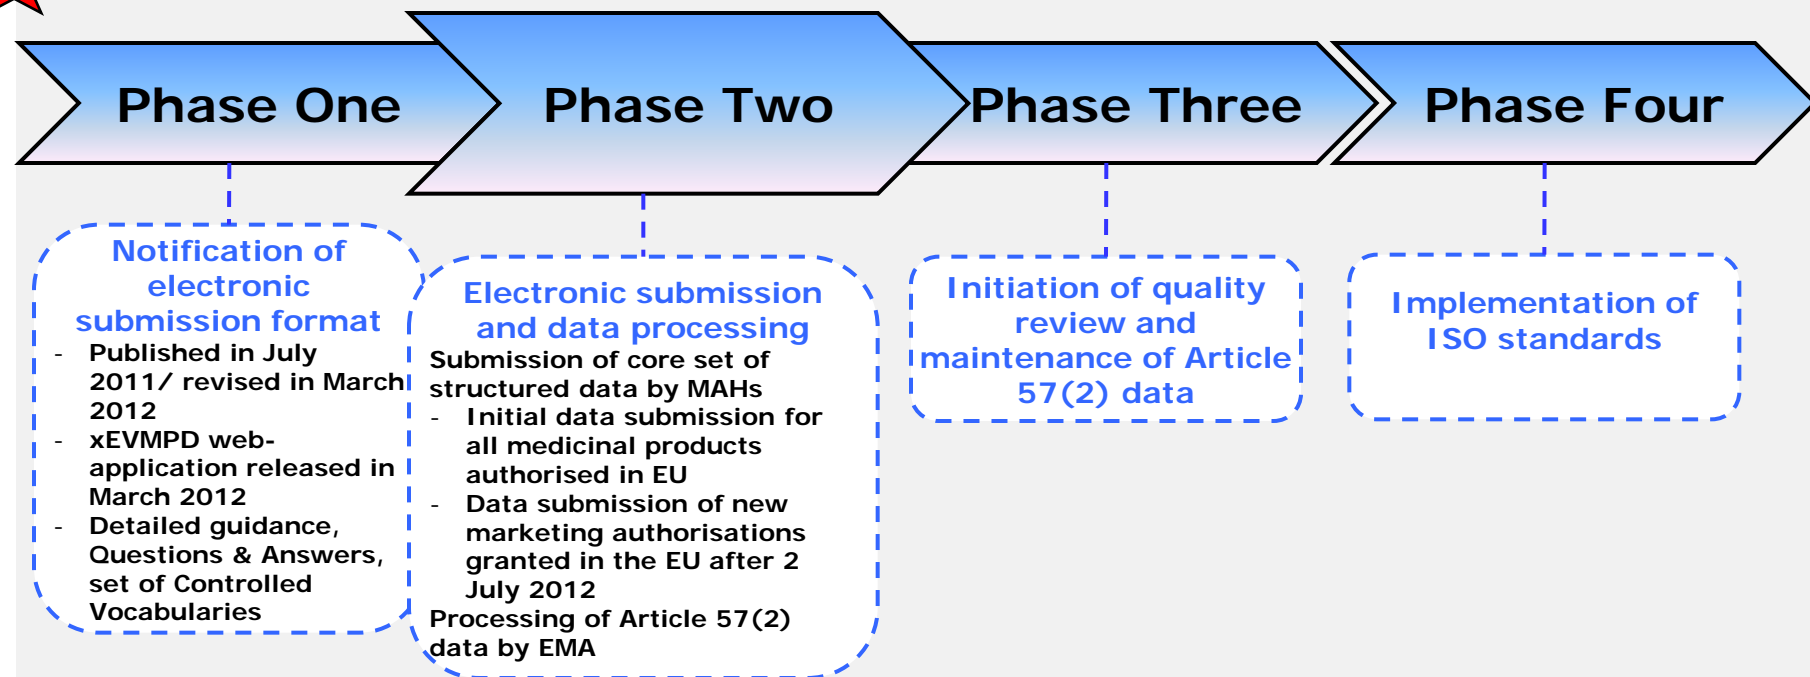 Phase One
Phase Two
Phase Three
Phase Four
Notification of
electronic
submission format
- Published in July
2011/ revised in March
2012
- xEVMPD web-
application released in
March 2012
- Detailed guidance,
Questions & Answers,
set of Controlled
Vocabularies
Electronic submission
and data processing
Submission of core set of
structured data by MAHs
- Initial data submission for
all medicinal products
authorised in EU
- Data submission of new
marketing authorisations
granted in the EU after 2
July 2012
Processing of Article 57(2)
data by EMA
Initiation of quality
review and
maintenance of Article
57(2) data
Implementation of
ISO standards